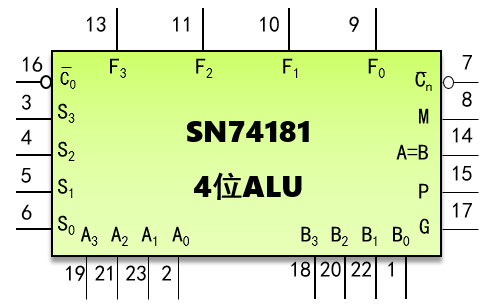 13 11 10 9
16 C̅₀ F₃ F₂ F₁ F₀ C̅ₙ 7
3 S₃ M 8
SN74181
4 S₂ A=B 14
4位ALU
5 S₁ P 15
6 S₀ A₃ A₂ A₁ A₀ B₃ B₂ B₁ B₀ G 17
19 21 23 2 18 20 22 1